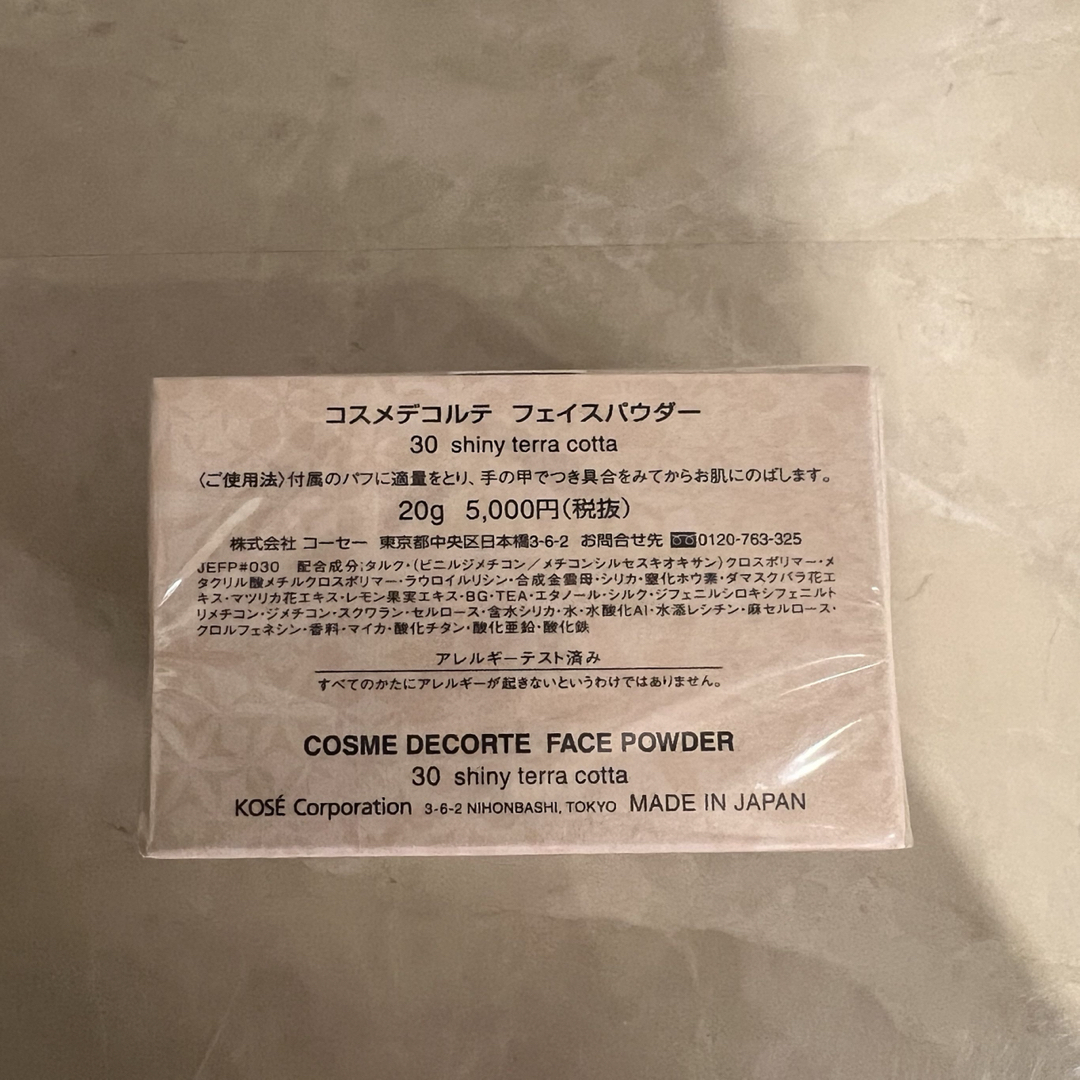 コスメデコルテ フェイスパウダー
30 shiny terra cotta
〈ご使用法〉付属のパフに適量をとり、手の甲でつき具合をみてからお肌にのばします。
20g 5,000円(税抜)
株式会社 コーセー 東京都中央区日本橋3-6-2 お問合せ先 0120-763-325
JEFP#030 配合成分:タルク・(ビニルジメチコン/メチコンシルセスキオキサン)クロスポリマー・メ
タクリル酸メチルクロスポリマー・ラウロイルリシン・合成金雲母・シリカ・窒化ホウ素・ダマスクバラ花エ
キス・マツリカ花エキス・レモン果実エキス・BG・TEA・エタノール・シルク・ジフェニルシロキシフェニルト
リメチコン・ジメチコン・スクワラン・セルロース・含水シリカ・水・水酸化Al・水添レシチン・麻セルロース・
クロルフェネシン・香料・マイカ・酸化チタン・酸化亜鉛・酸化鉄
アレルギーテスト済み
すべてのかたにアレルギーが起きないというわけではありません。
COSME DECORTE FACE POWDER
30 shiny terra cotta
KOSÉ Corporation 3-6-2 NIHONBASHI, TOKYO MADE IN JAPAN